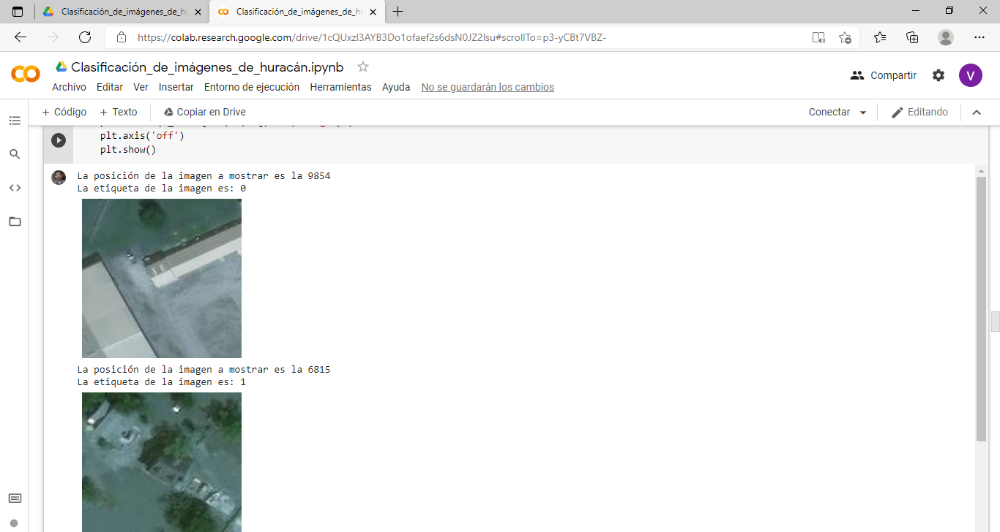 Clasificación_de_imágenes_de_hu
Clasificación_de_imágenes_de_hu
https://colab.research.google.com/drive/1cQUxzI3AYB3Do1ofaef2s6dsN0JZ2lsu#scrollTo=p3-yCBt7VBZ-
Clasificación_de_imágenes_de_huracán.ipynb
Compartir
V
Archivo Editar Ver Insertar Entorno de ejecución Herramientas Ayuda No se guardarán los cambios
+ Código + Texto Copiar en Drive Conectar Editando
plt.axis('off')
plt.show()
La posición de la imagen a mostrar es la 9854
La etiqueta de la imagen es: 0
La posición de la imagen a mostrar es la 6815
La etiqueta de la imagen es: 1